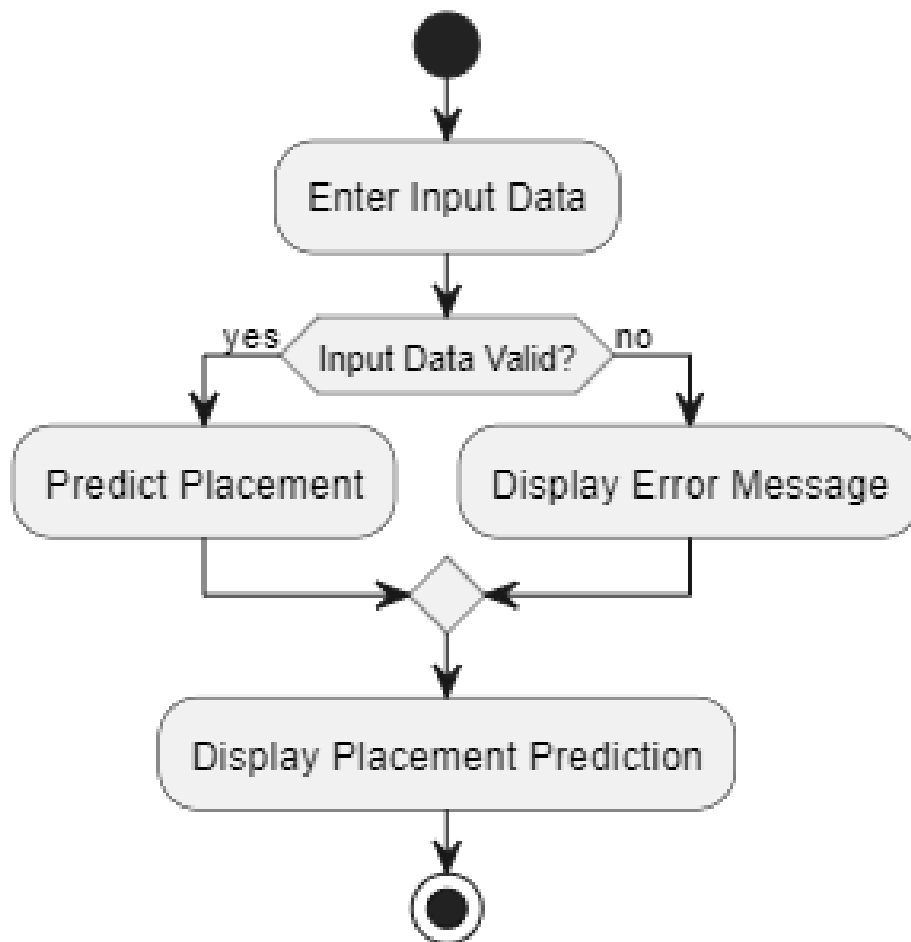 Enter Input Data
yes
Input Data Valid?
no
Predict Placement
Display Error Message
Display Placement Prediction